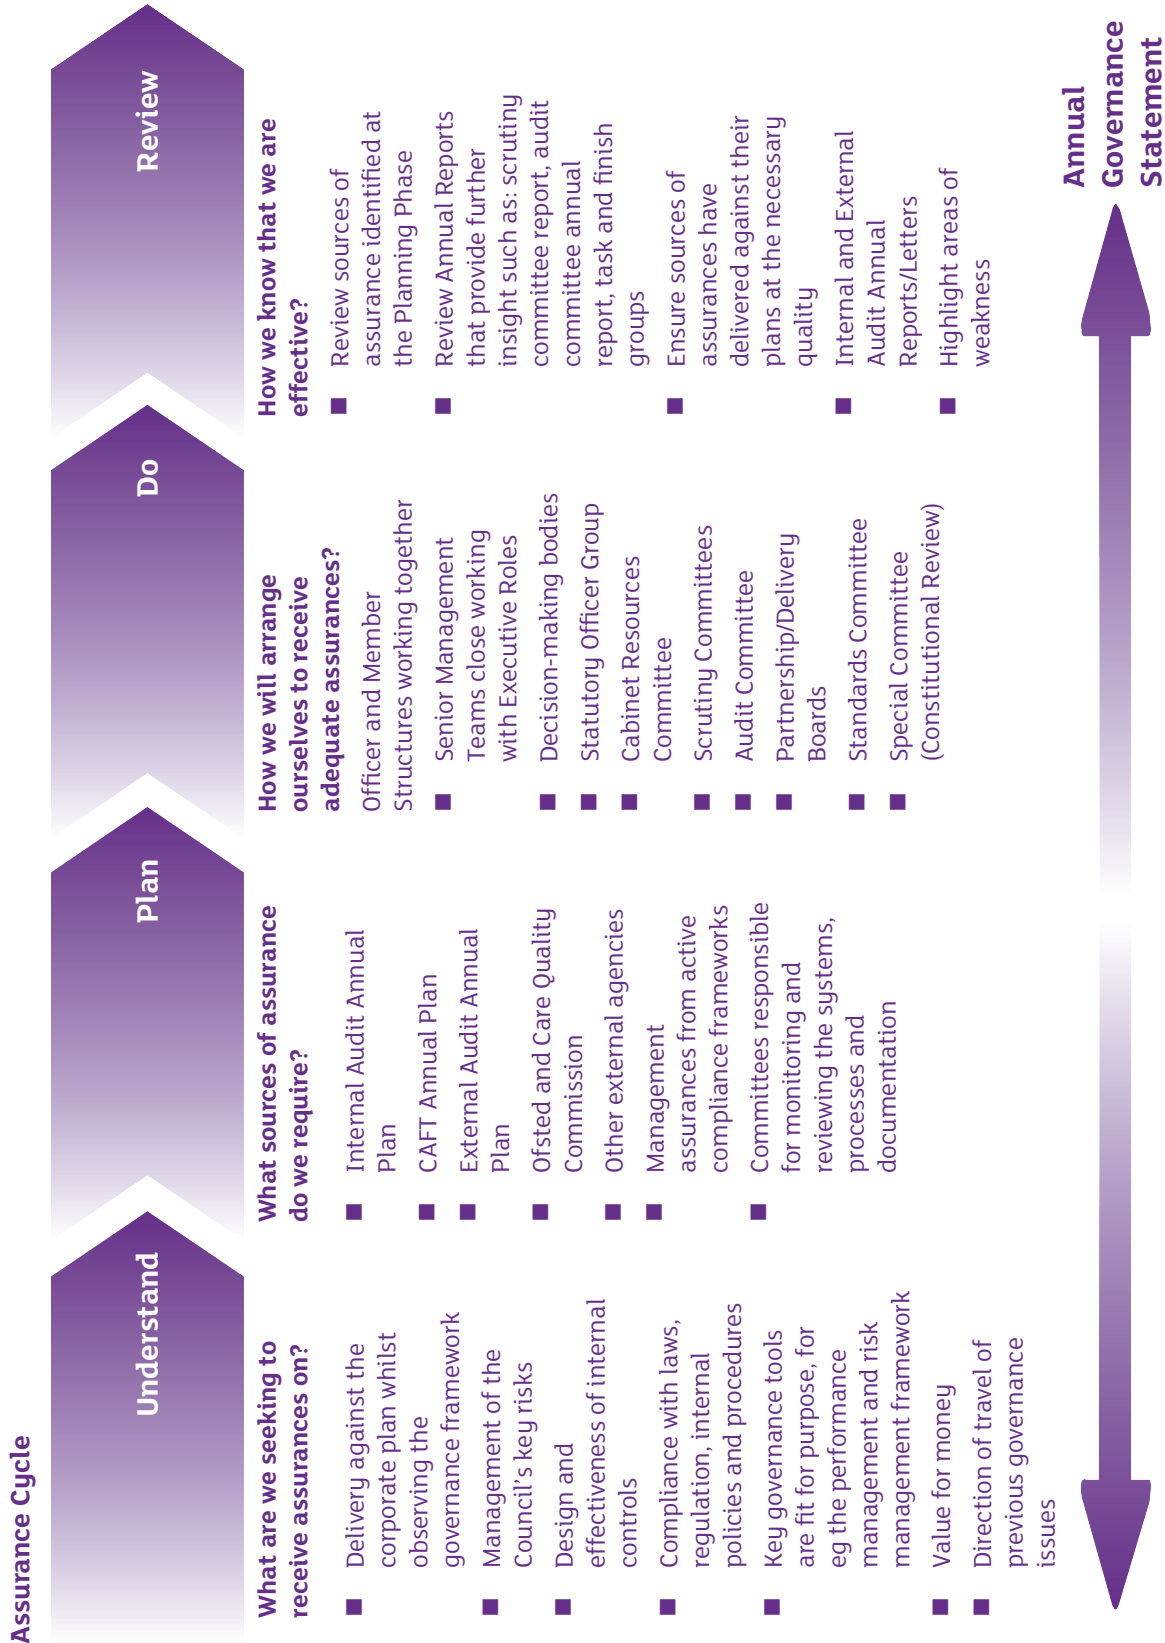 Assurance Cycle
Understand
Plan
Do
Review
What are we seeking to
receive assurances on?
■ Delivery against the
corporate plan whilst
observing the
governance framework
■ Management of the
Council's key risks
■ Design and
effectiveness of internal
controls
■ Compliance with laws,
regulation, internal
policies and procedures
■ Key governance tools
are fit for purpose, for
eg the performance
management and risk
management framework
■ Value for money
■ Direction of travel of
previous governance
issues
What sources of assurance
do we require?
■ Internal Audit Annual
Plan
■ CAFT Annual Plan
■ External Audit Annual
Plan
■ Ofsted and Care Quality
Commission
■ Other external agencies
■ Management
assurances from active
compliance frameworks
■ Committees responsible
for monitoring and
reviewing the systems,
processes and
documentation
How we will arrange
ourselves to receive
adequate assurances?
Officer and Member
Structures working together
■ Senior Management
Teams close working
with Executive Roles
■ Decision-making bodies
■ Statutory Officer Group
■ Cabinet Resources
Committee
■ Scrutiny Committees
■ Audit Committee
■ Partnership/Delivery
Boards
■ Standards Committee
■ Special Committee
(Constitutional Review)
How we know that we are
effective?
■ Review sources of
assurance identified at
the Planning Phase
■ Review Annual Reports
that provide further
insight such as: scrutiny
committee report, audit
committee annual
report, task and finish
groups
■ Ensure sources of
assurances have
delivered against their
plans at the necessary
quality
■ Internal and External
Audit Annual
Reports/Letters
■ Highlight areas of
weakness
Annual
Governance
Statement